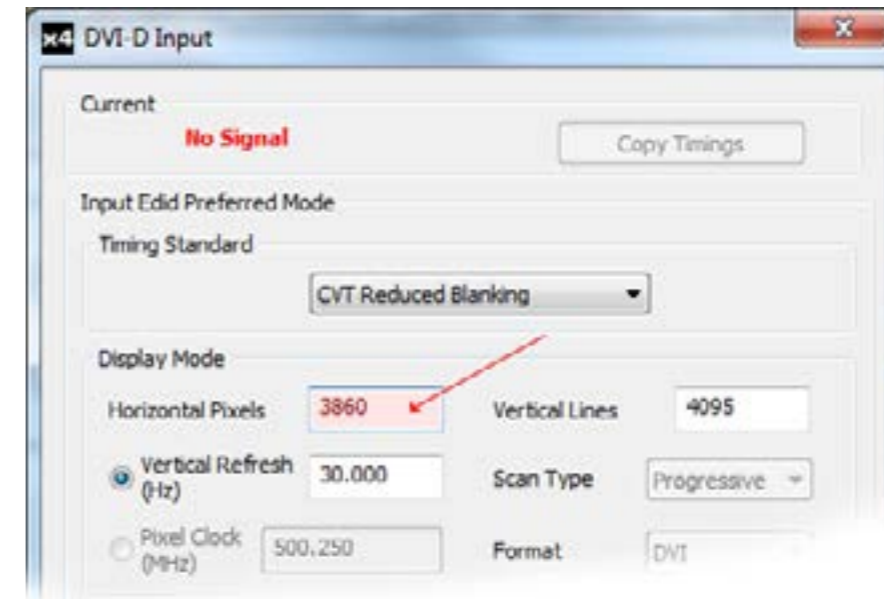 x4 DVI-D Input
Current
No Signal
Copy Timings
Input Edid Preferred Mode
Timing Standard
CVT Reduced Blanking
Display Mode
Horizontal Pixels 3860 Vertical Lines 4095
Vertical Refresh (Hz) 30.000 Scan Type Progressive
Pixel Clock (MHz) 500.250 Format DVI